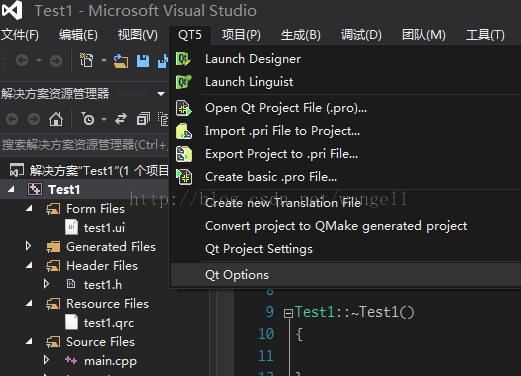 Test1 - Microsoft Visual Studio
文件(F) 编辑(E) 视图(V) QT5 项目(P) 生成(B) 调试(D) 团队(M) 工具(T)
Launch Designer
Launch Linguist
Open Qt Project File (.pro)...
Import .pri File to Project...
Export Project to .pri File...
Create basic .pro File...
Create new Translation File
Convert project to QMake generated project
Qt Project Settings
Qt Options
解决方案资源管理器
搜索解决方案资源管理器(Ctrl+;
解决方案"Test1"(1 个项目
Test1
Form Files
test1.ui
Generated Files
Header Files
test1.h
Resource Files
test1.qrc
Source Files
main.cpp
http://blog.csdn.net/
8
9 Test1::~Test1()
10 {
11